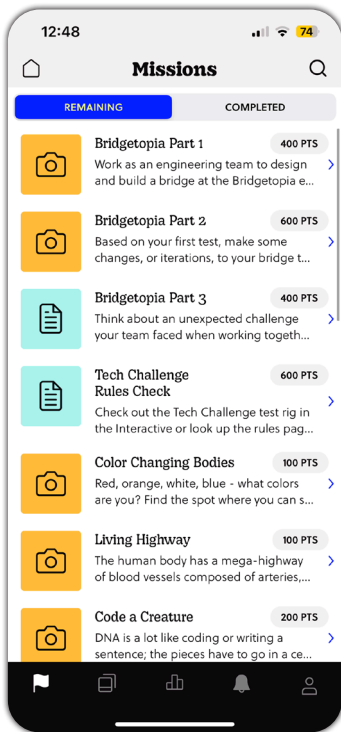 12:48
74
Missions
REMAINING
COMPLETED
Bridgetopia Part 1
400 PTS
Work as an engineering team to design
and build a bridge at the Bridgetopia e...
Bridgetopia Part 2
600 PTS
Based on your first test, make some
changes, or iterations, to your bridge t...
Bridgetopia Part 3
400 PTS
Think about an unexpected challenge
your team faced when working togeth...
Tech Challenge
Rules Check
600 PTS
Check out the Tech Challenge test rig in
the Interactive or look up the rules pag...
Color Changing Bodies
100 PTS
Red, orange, white, blue - what colors
are you? Find the spot where you can s...
Living Highway
100 PTS
The human body has a mega-highway
of blood vessels composed of arteries,...
Code a Creature
200 PTS
DNA is a lot like coding or writing a
sentence; the pieces have to go in a ce...